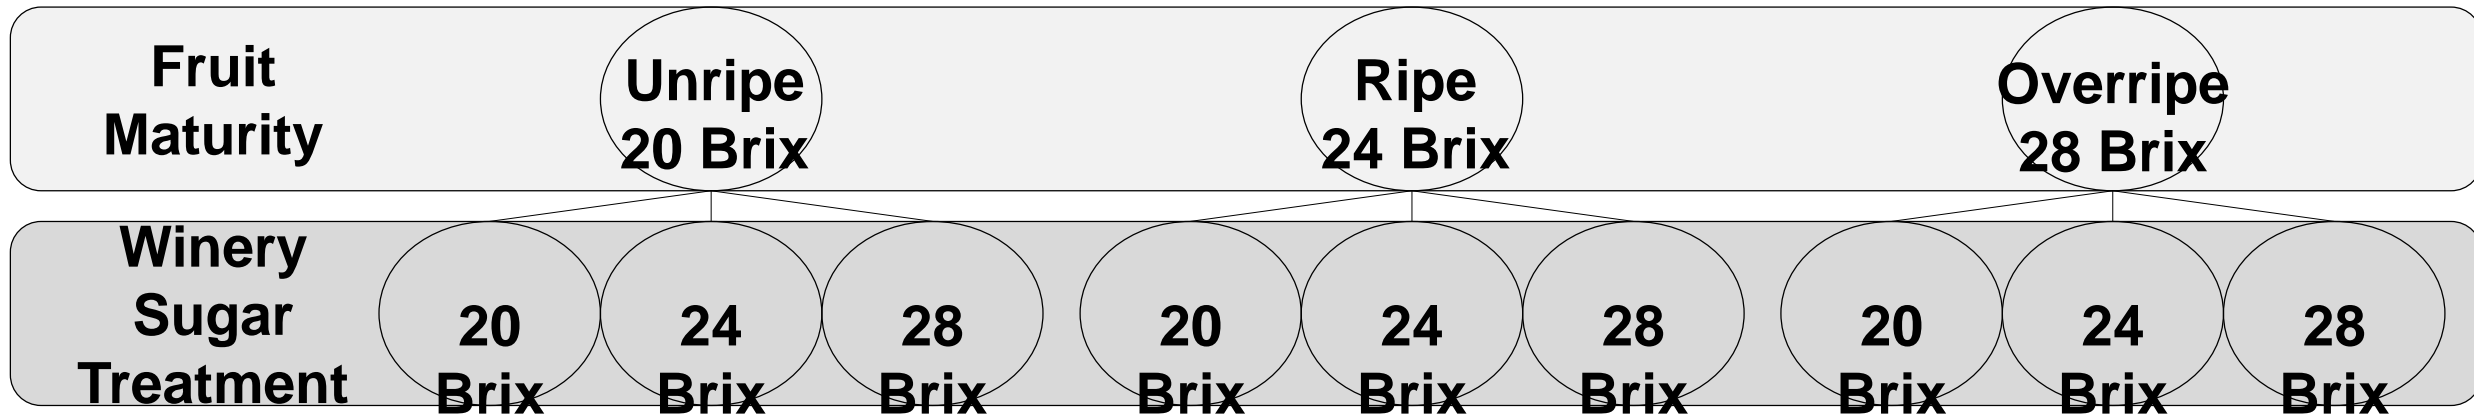 Fruit
Maturity
Unripe
20 Brix
Ripe
24 Brix
Overripe
28 Brix
Winery
Sugar
Treatment
20
Brix
24
Brix
28
Brix
20
Brix
24
Brix
28
Brix
20
Brix
24
Brix
28
Brix